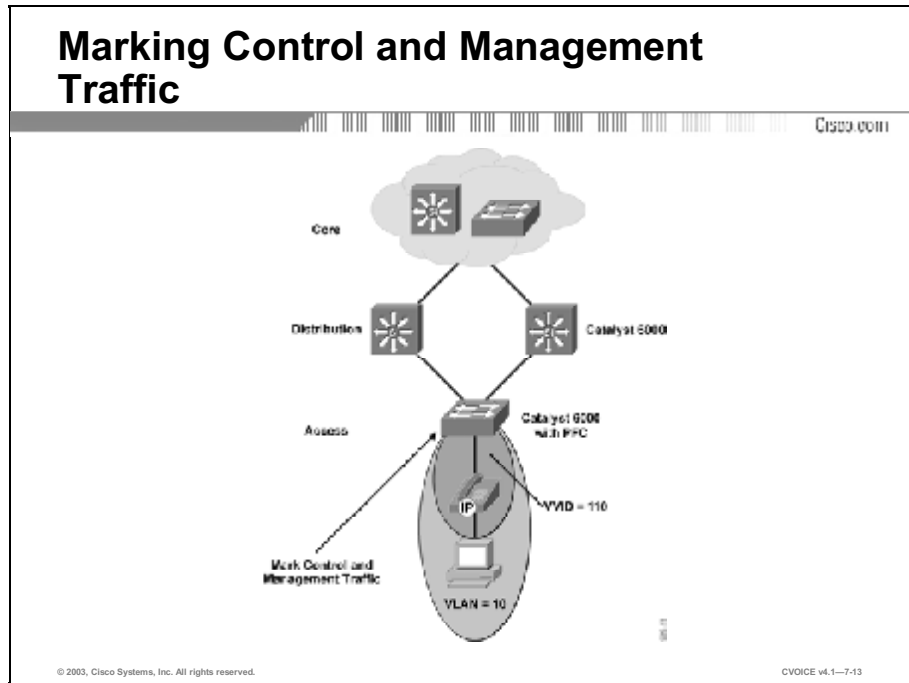 Marking Control and Management
Traffic
Cisco.com
Core
Distribution
Catalyst 6000
Access
Catalyst 6000
with PFC
IP
VVID = 110
Mark Control and
Management Traffic
VLAN = 10
© 2003, Cisco Systems, Inc. All rights reserved.
CVOICE v4.1—7-13